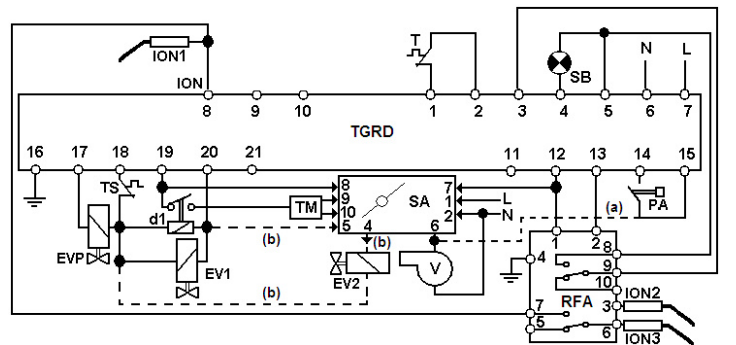 ION1
T
SB
N
L
ION
8
9
10
1
2
3
4
5
6
7
TGRD
16
17
18
19
20
21
11
12
13
14
15
TS
d1
TM
8
9
10
5
SA
7
1
2
4
6
L
N
(a)
PA
(b)
(b)
(b)
EVP
EV1
EV2
V
1
2
4
8
9
10
RFA
7
3
5
6
ION2
ION3